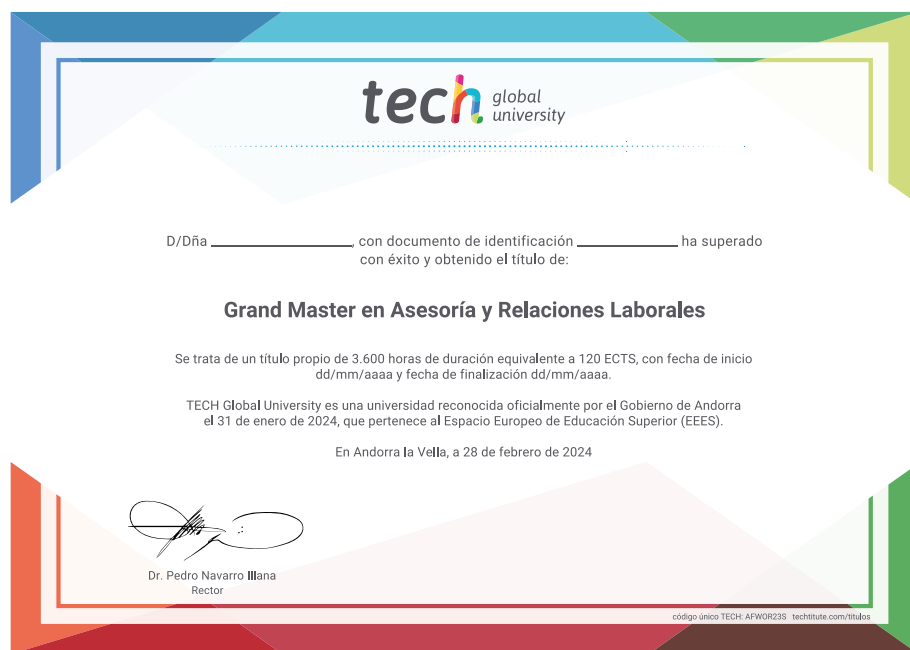 tech global university
D/Dña ______________, con documento de identificación __________ ha superado
con éxito y obtenido el título de:
Grand Master en Asesoría y Relaciones Laborales
Se trata de un título propio de 3.600 horas de duración equivalente a 120 ECTS, con fecha de inicio
dd/mm/aaaa y fecha de finalización dd/mm/aaaa.
TECH Global University es una universidad reconocida oficialmente por el Gobierno de Andorra
el 31 de enero de 2024, que pertenece al Espacio Europeo de Educación Superior (EEES).
En Andorra la Vella, a 28 de febrero de 2024
Dr. Pedro Navarro Illana
Rector
código único TECH: AFWOR23S techtitute.com/titulos